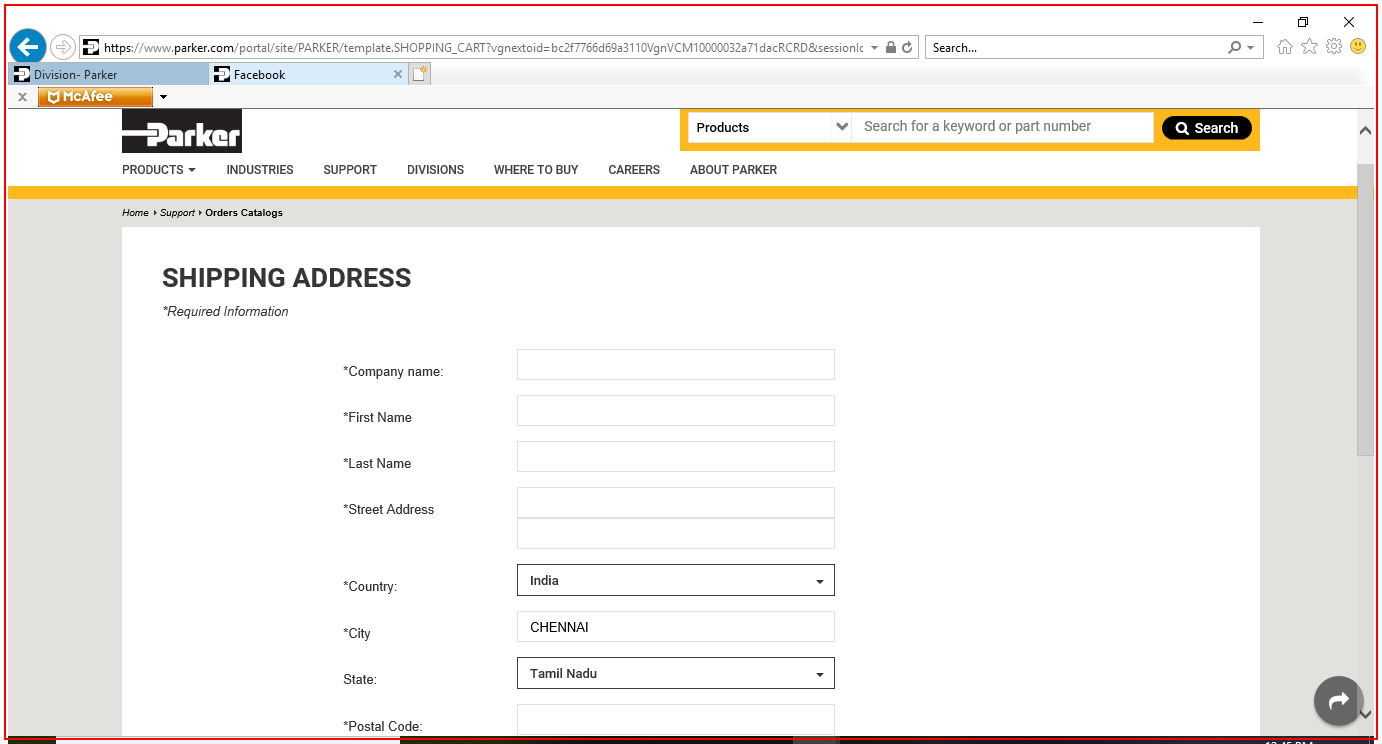 https://www.parker.com/portal/site/PARKER/template.SHOPPING_CART?vgnextoid=bc2f7766d69a3110VgnVCM10000032a71dacRCRD&sessionIc
Search...
Division- Parker
Facebook
McAfee
Parker
Products
Search for a keyword or part number
Search
PRODUCTS
INDUSTRIES
SUPPORT
DIVISIONS
WHERE TO BUY
CAREERS
ABOUT PARKER
Home
Support
Orders Catalogs
SHIPPING ADDRESS
*Required Information
*Company name:
*First Name
*Last Name
*Street Address
*Country:
India
*City
CHENNAI
State:
Tamil Nadu
*Postal Code: